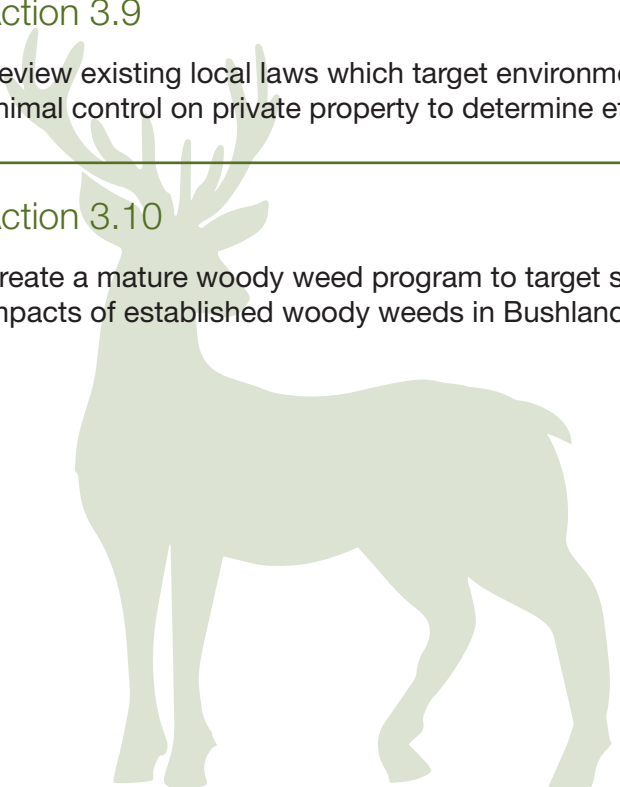 ction 3.9
eview existing local laws which target environme
nimal control on private property to determine ef
ction 3.10
reate a mature woody weed program to target s
mpacts of established woody weeds in Bushland